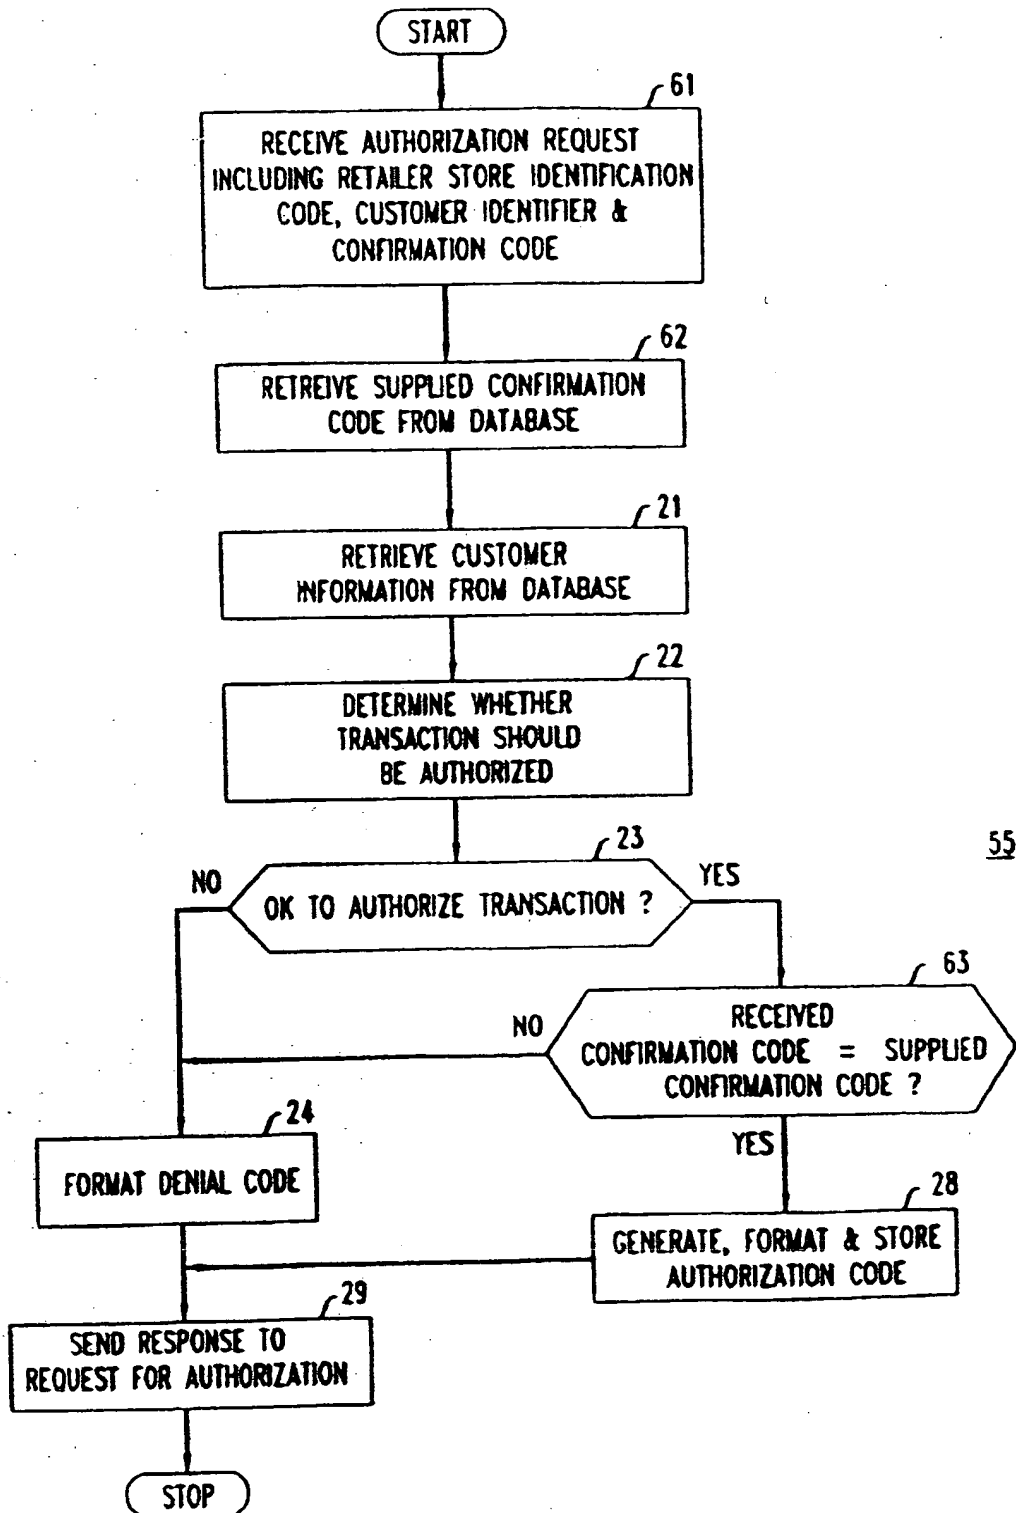 START
61
RECEIVE AUTHORIZATION REQUEST
INCLUDING RETAILER STORE IDENTIFICATION
CODE, CUSTOMER IDENTIFIER &
CONFIRMATION CODE
62
RETREIVE SUPPLIED CONFIRMATION
CODE FROM DATABASE
21
RETRIEVE CUSTOMER
INFORMATION FROM DATABASE
22
DETERMINE WHETHER
TRANSACTION SHOULD
BE AUTHORIZED
23
55
NO
YES
OK TO AUTHORIZE TRANSACTION ?
63
NO
RECEIVED
CONFIRMATION CODE = SUPPLIED
CONFIRMATION CODE ?
24
YES
FORMAT DENIAL CODE
28
GENERATE, FORMAT & STORE
AUTHORIZATION CODE
29
SEND RESPONSE TO
REQUEST FOR AUTHORIZATION
STOP